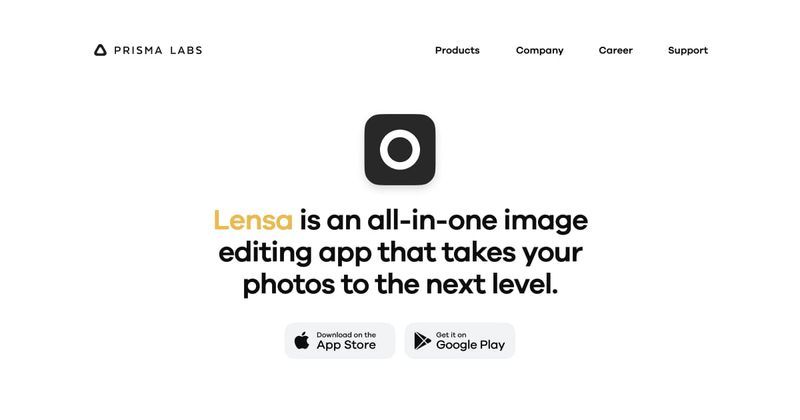 PRISMA LABS
Products Company Career Support
Lensa is an all-in-one image
editing app that takes your
photos to the next level.
Download on the
App Store
Get it on
Google Play